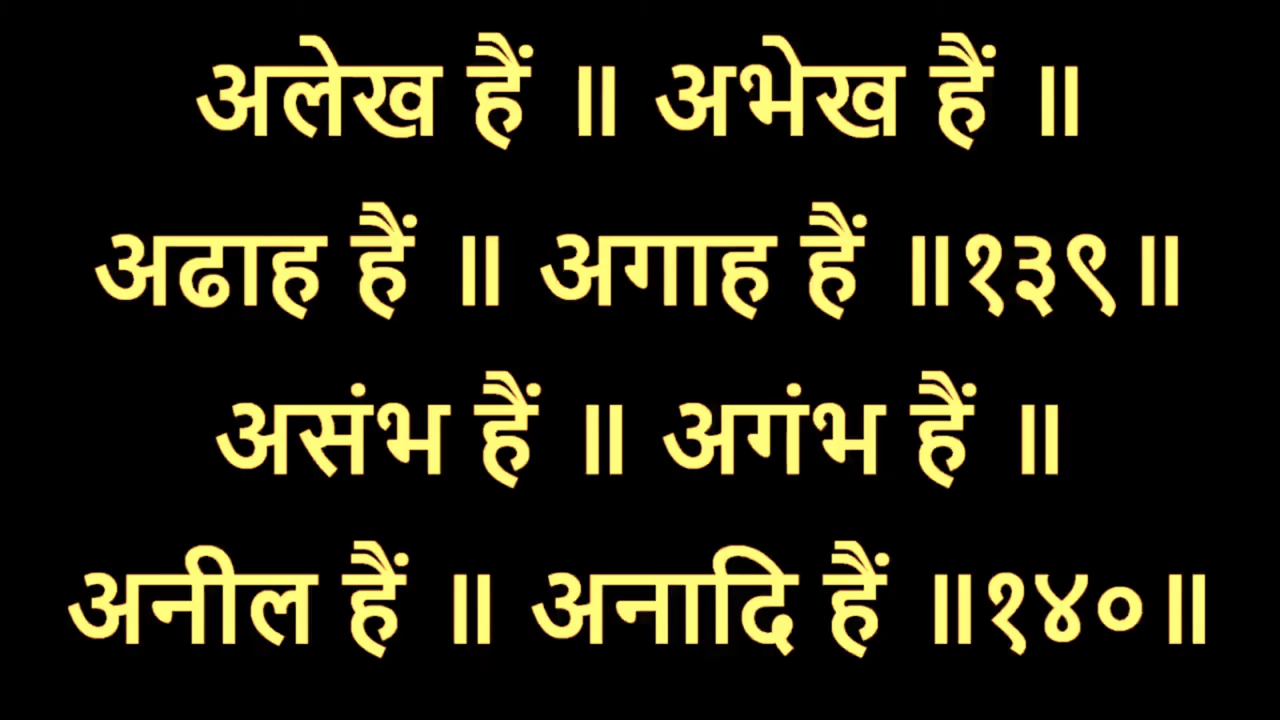 अलेख हैं ॥ अभेख हैं ॥
अढाह हैं ॥ अगाह हैं ॥१३९॥
असंभ हैं ॥ अगंभ हैं ॥
अनील हैं ॥ अनादि हैं ॥१४०॥